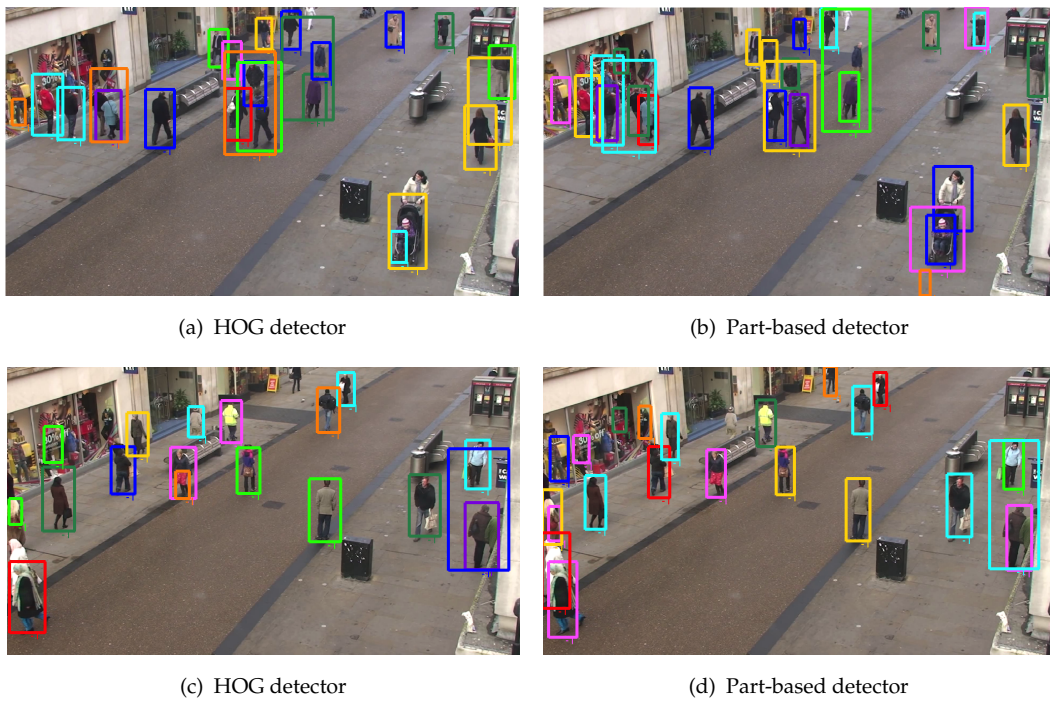 (a) HOG detector
(b) Part-based detector
(c) HOG detector
(d) Part-based detector